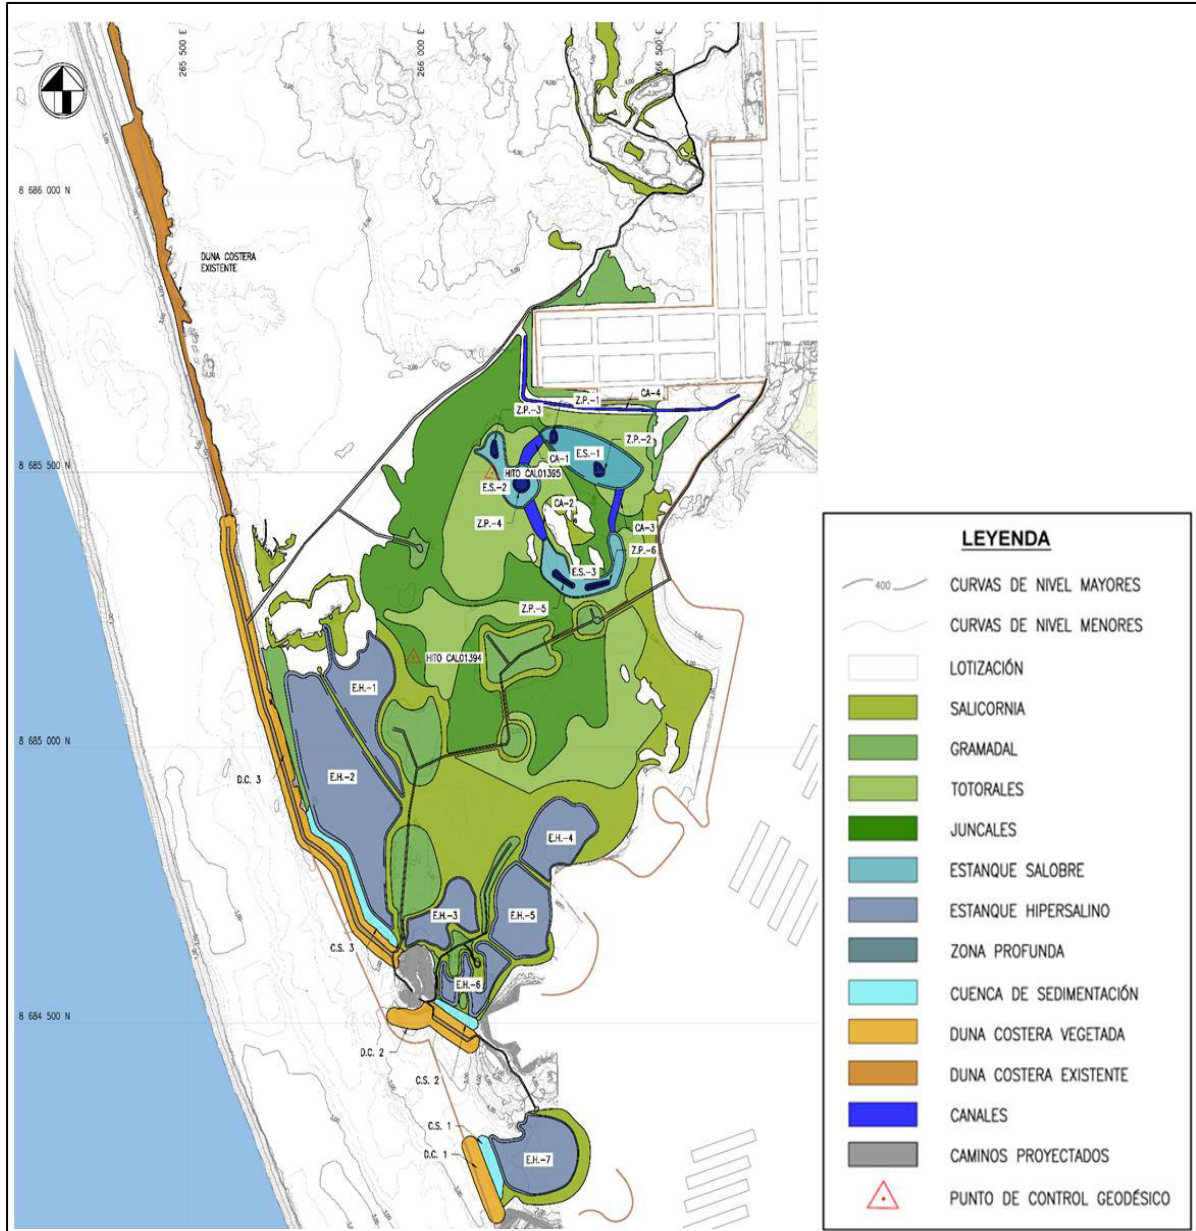 265 500 E
266 000 E
266 500 E
8 686 000 N
DUNA COSTERA
EXISTENTE
CA-4
Z.P.-1
Z.P.-3
Z.P.-2
8 685 500 N
E.S.-1
CA-1
HITO CAL01395
E.S.-2
CA-2
Z.P.-4
CA-3
Z.P.-6
E.S.-3
Z.P.-5
HITO CAL01394
E.H.-1
8 685 000 N
E.H.-2
D.C. 3
E.H.-4
E.H.-3
E.H.-5
C.S. 3
E.H.-6
8 684 500 N
D.C. 2
C.S. 2
C.S. 1
D.C. 1
E.H.-7
LEYENDA
400 CURVAS DE NIVEL MAYORES
CURVAS DE NIVEL MENORES
LOTIZACIÓN
SALICORNIA
GRAMADAL
TOTORALES
JUNCALES
ESTANQUE SALOBRE
ESTANQUE HIPERSALINO
ZONA PROFUNDA
CUENCA DE SEDIMENTACIÓN
DUNA COSTERA VEGETADA
DUNA COSTERA EXISTENTE
CANALES
CAMINOS PROYECTADOS
PUNTO DE CONTROL GEODÉSICO